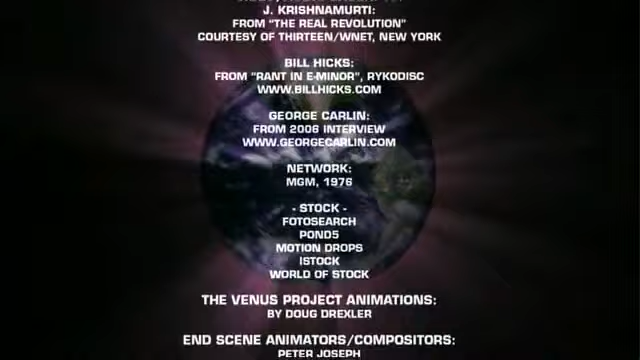 J. KRISHNAMURTI:
FROM "THE REAL REVOLUTION"
COURTESY OF THIRTEEN/WNET, NEW YORK
BILL HICKS:
FROM "RANT IN E-MINOR", RYKODISC
WWW.BILLHICKS.COM
GEORGE CARLIN:
FROM 2006 INTERVIEW
WWW.GEORGECARLIN.COM
NETWORK:
MGM, 1976
- STOCK -
FOTOSEARCH
POND5
MOTION DROPS
ISTOCK
WORLD OF STOCK
THE VENUS PROJECT ANIMATIONS:
BY DOUG DREXLER
END SCENE ANIMATORS/COMPOSITORS:
PETER JOSEPH